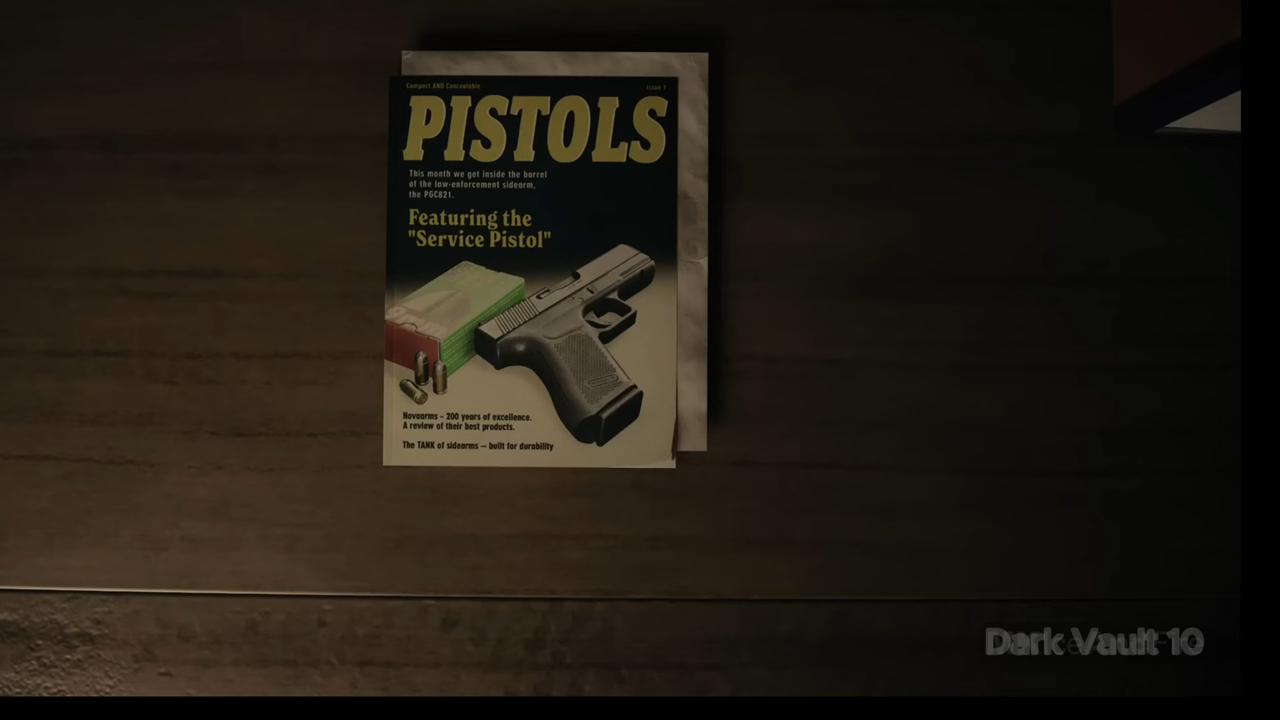 Compact AND Concealable
Issue 7
PISTOLS
This month we get inside the barrel
of the law-enforcement sidearm,
the PGC821.
Featuring the
"Service Pistol"
Novaarms – 200 years of excellence.
A review of their best products.
The TANK of sidearms — built for durability
Dark Vault 10